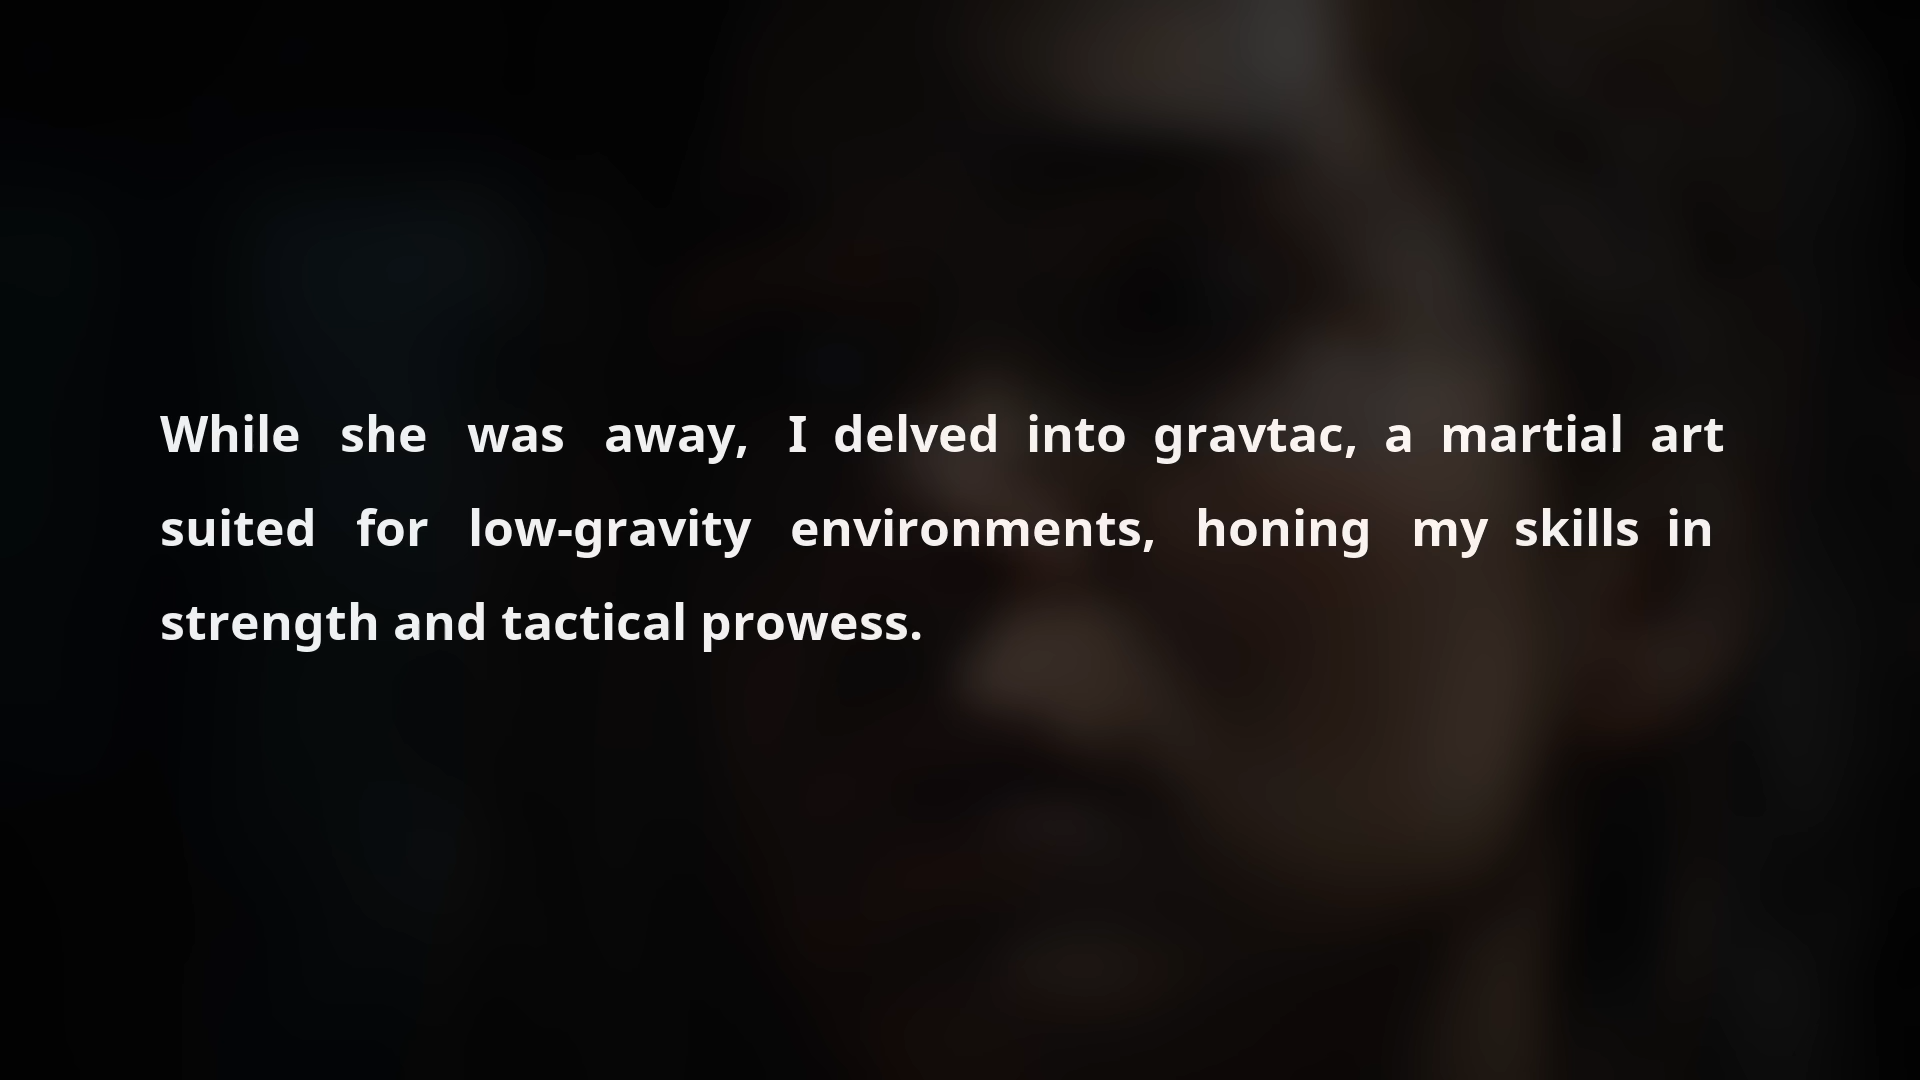 While she was away, I delved into gravtac, a martial art
suited for low-gravity environments, honing my skills in
strength and tactical prowess.